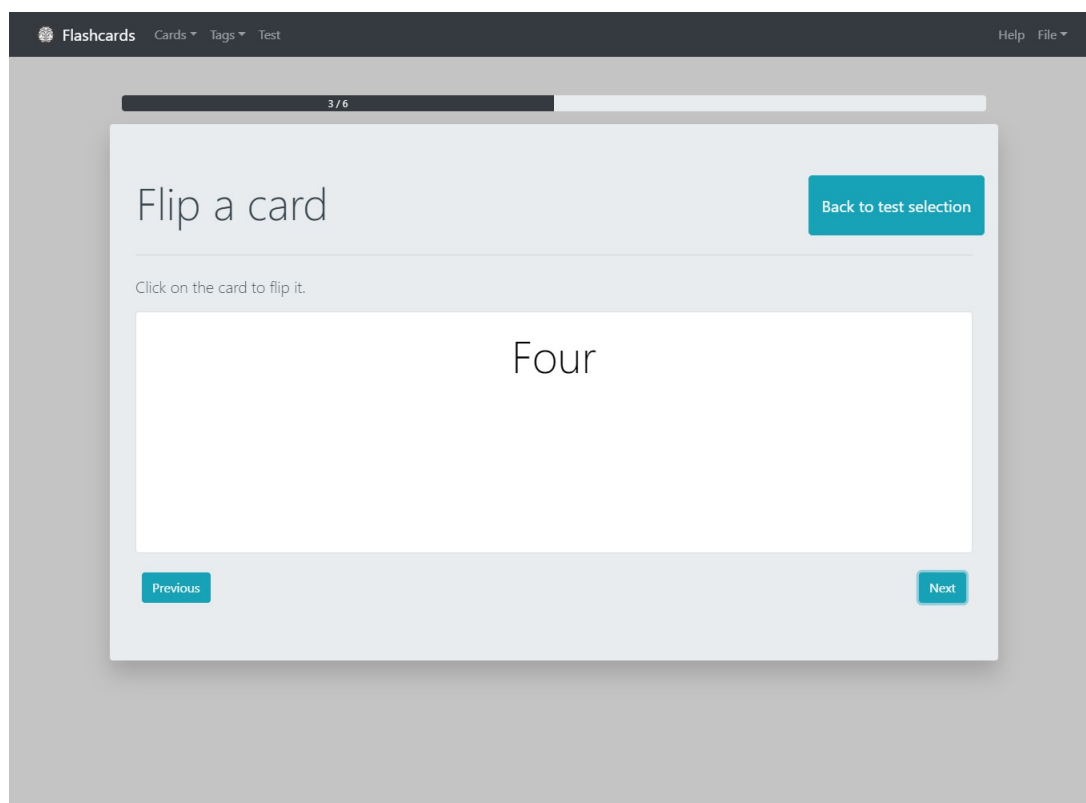 Flashcards Cards Tags Test Help File
3 / 6
Flip a card
Back to test selection
Click on the card to flip it.
Four
Previous Next